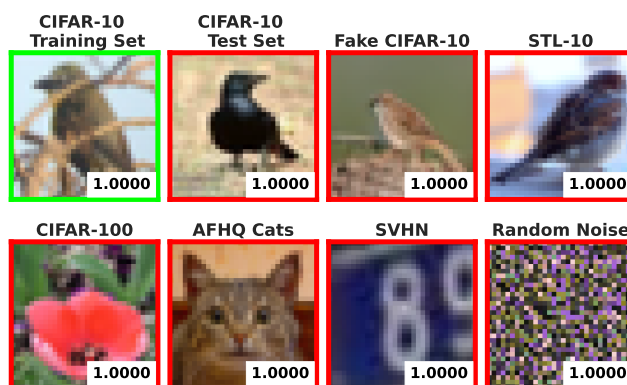 CIFAR-10 Training Set
CIFAR-10 Test Set
Fake CIFAR-10
STL-10
1.0000
1.0000
1.0000
1.0000
CIFAR-100
AFHQ Cats
SVHN
Random Noise
89
1.0000
1.0000
1.0000
1.0000